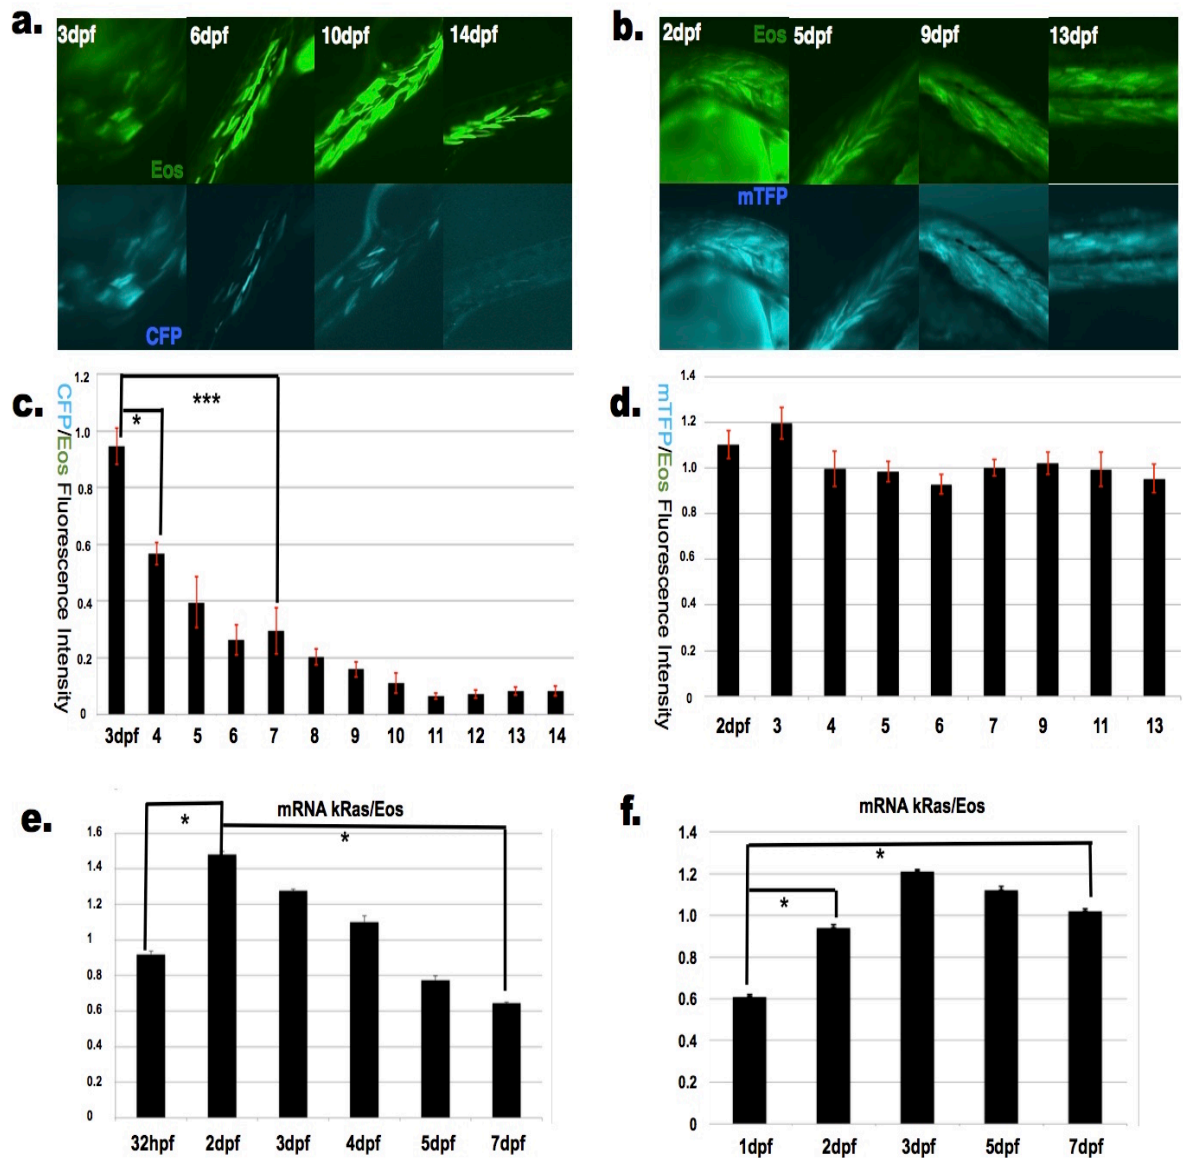 a.
3dpf 6dpf 10dpf 14dpf
Eos
CFP
b.
2dpf Eos 5dpf 9dpf 13dpf
mTFP
c.
CFP/Eos Fluorescence Intensity
1.2
1.0
0.8
0.6
0.4
0.2
0
*
***
3dpf 4 5 6 7 8 9 10 11 12 13 14
d.
mTFP/Eos Fluorescence Intensity
1.4
1.2
1.0
0.8
0.6
0.4
0.2
0
2dpf 3 4 5 6 7 9 11 13
e.
mRNA kRas/Eos
*
*
1.6
1.4
1.2
1
0.8
0.6
0.4
0.2
0
32hpf 2dpf 3dpf 4dpf 5dpf 7dpf
f.
mRNA kRas/Eos
*
*
1.4
1.2
1.0
0.8
0.6
0.4
0.2
0
1dpf 2dpf 3dpf 5dpf 7dpf